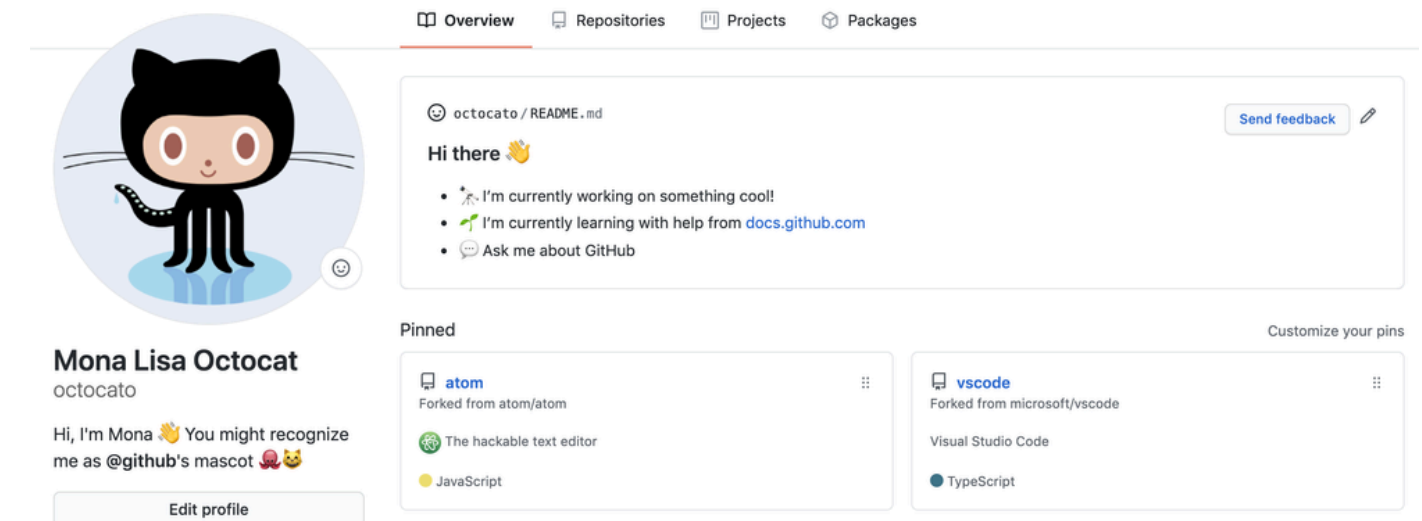 Overview Repositories Projects Packages
octocato/README.md
Send feedback
Hi there 👋
I'm currently working on something cool!
I'm currently learning with help from docs.github.com
Ask me about GitHub
Mona Lisa Octocat
octocato
Hi, I'm Mona 👋 You might recognize
me as @github's mascot 🐙😺
Edit profile
Pinned
Customize your pins
atom
Forked from atom/atom
The hackable text editor
JavaScript
vscode
Forked from microsoft/vscode
Visual Studio Code
TypeScript